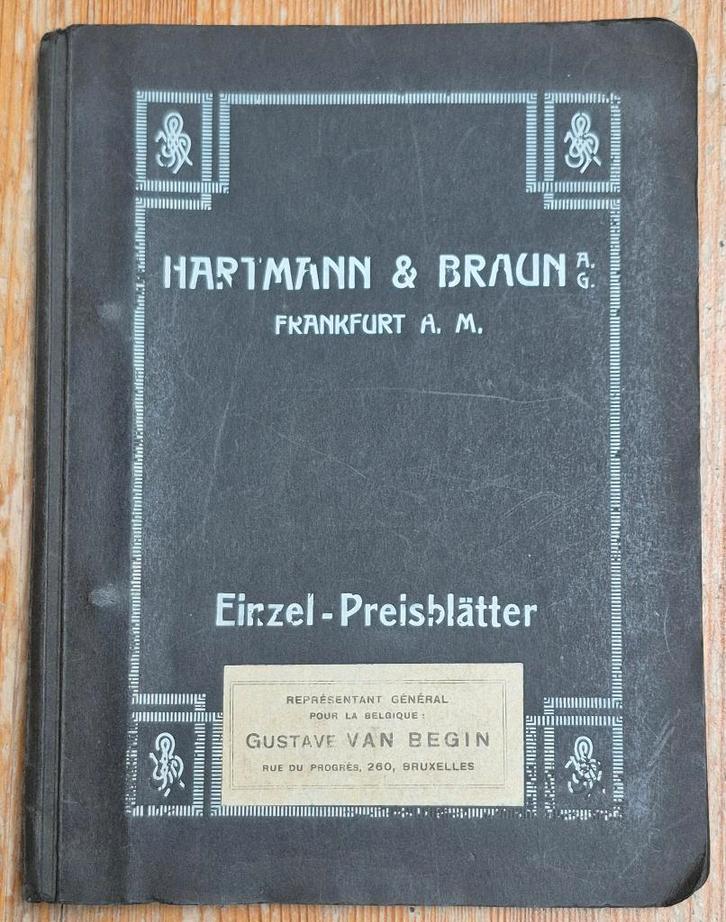 HARTMANN & BRAUN A.G.
FRANKFURT A. M.
Einzel-Preisblätter
REPRÉSENTANT GÉNÉRAL
POUR LA BELGIQUE :
GUSTAVE VAN BEGIN
RUE DU PROGRÈS, 260, BRUXELLES